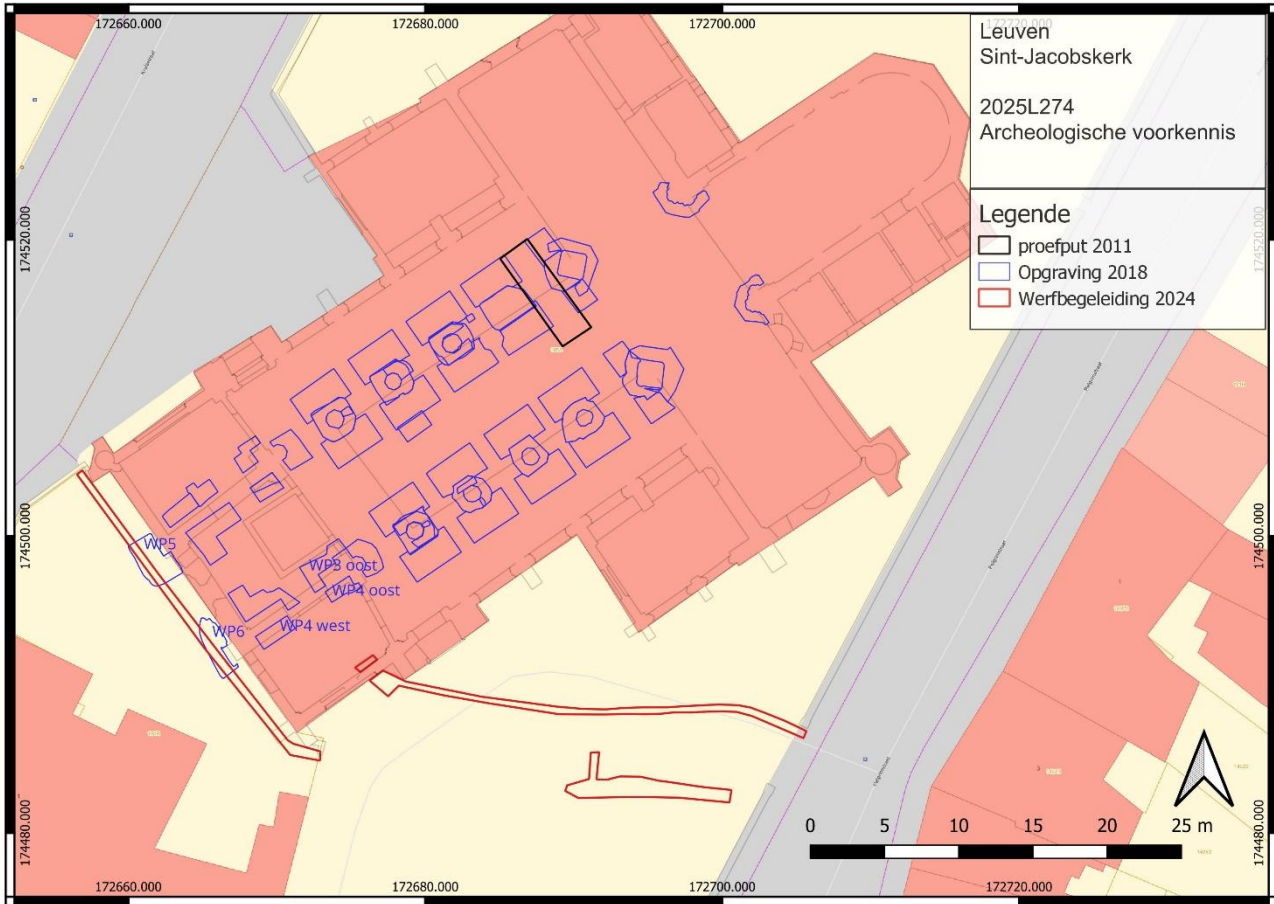 172660.000
172680.000
172700.000
172720.000
Leuven
Sint-Jacobskerk
2025L274
Archeologische voorkennis
Legende
proefput 2011
Opgraving 2018
Werfbegeleiding 2024
174520.000
174520.000
174500.000
174500.000
174480.000
174480.000
WP5
WP3 oost
WP4 oost
WP6
WP4 west
0 5 10 15 20 25 m
172660.000
172680.000
172700.000
172720.000